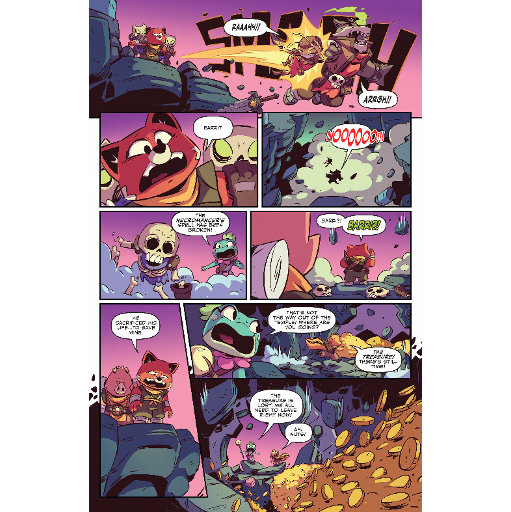 RAAAHH!!
SMASH
ARRGH!!
BARRIT
NOOOOOO!!
THE
NECROMANCER'S
SPELL HAS BEEN
BROKEN!
BARR?!
BARRR?!
HE
SACRIFICED HIS
LIFE...TO SAVE
MINE.
THAT'S NOT
THE WAY OUT OF THE
TEMPLE! WHERE ARE
YOU GOING?
THE
TREASURE!
THERE'S STILL
TIME!
THE
TREASURE IS
LOST. WE ALL
NEED TO LEAVE
RIGHT NOW!
AW,
NUTS!